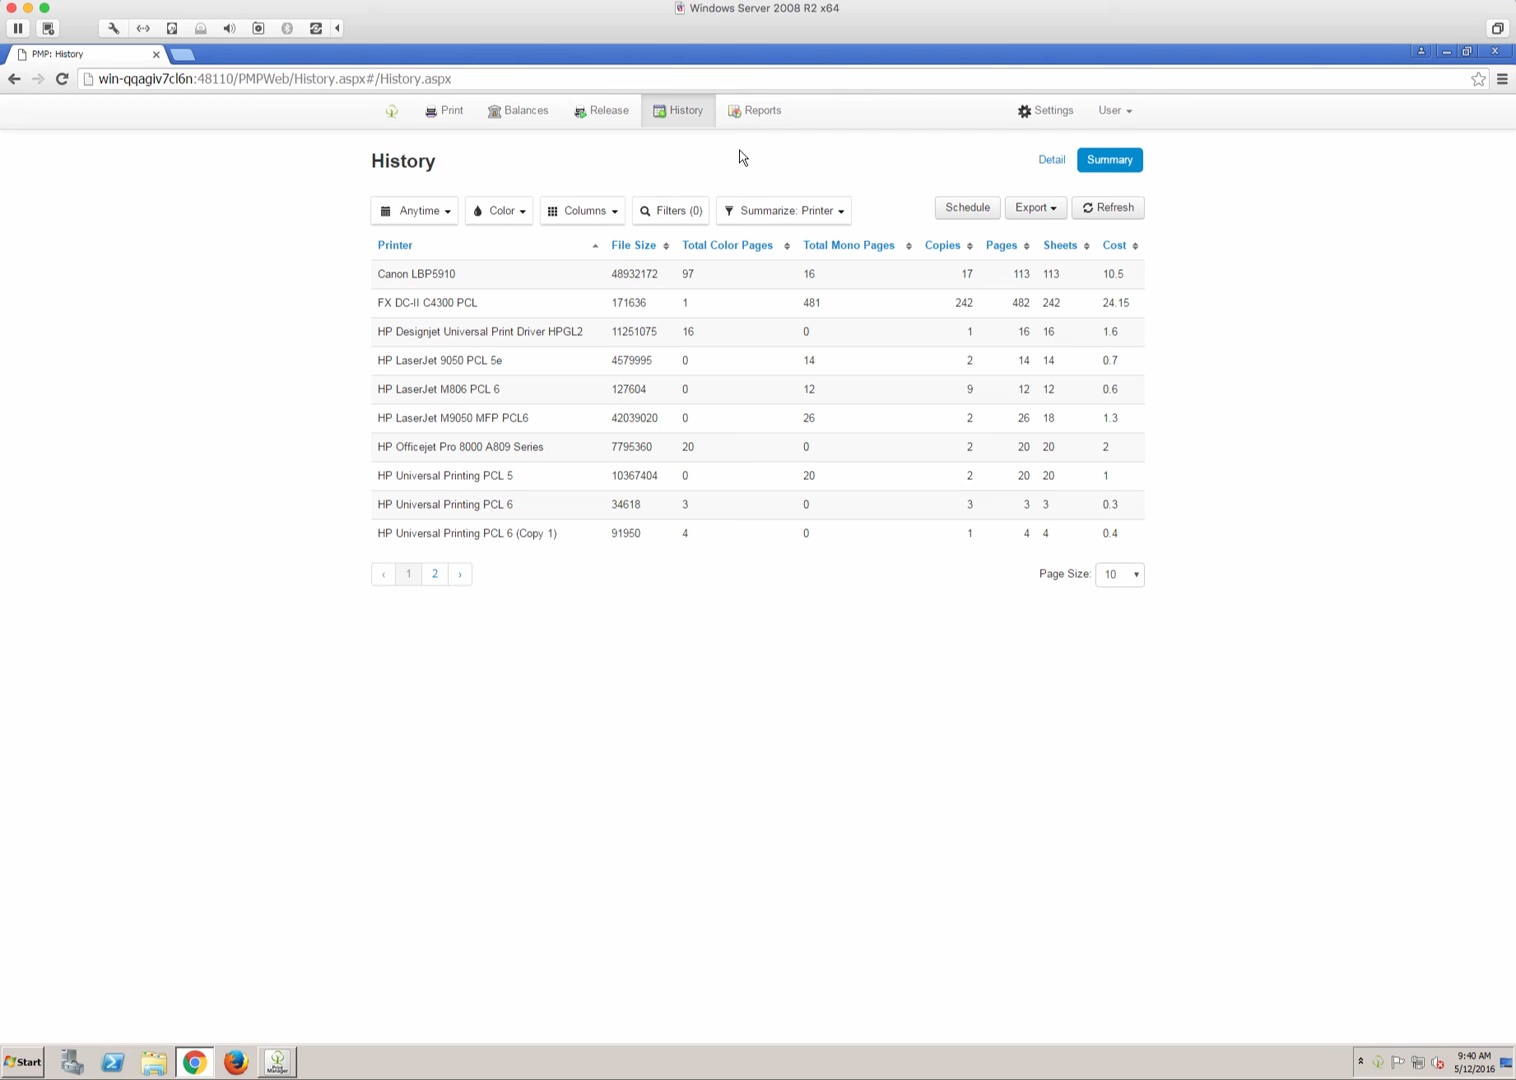 Windows Server 2008 R2 x64
PMP: History
win-qqagiv7cl6n:48110/PMPWeb/History.aspx#/History.aspx
Print Balances Release History Reports Settings User
History Detail Summary
Anytime Color Columns Filters (0) Summarize: Printer Schedule Export Refresh
Printer File Size Total Color Pages Total Mono Pages Copies Pages Sheets Cost
Canon LBP5910 48932172 97 16 17 113 113 10.5
FX DC-II C4300 PCL 171636 1 481 242 482 242 24.15
HP Designjet Universal Print Driver HPGL2 11251075 16 0 1 16 16 1.6
HP LaserJet 9050 PCL 5e 4579995 0 14 2 14 14 0.7
HP LaserJet M806 PCL 6 127604 0 12 9 12 12 0.6
HP LaserJet M9050 MFP PCL6 42039020 0 26 2 26 18 1.3
HP Officejet Pro 8000 A809 Series 7795360 20 0 2 20 20 2
HP Universal Printing PCL 5 10367404 0 20 2 20 20 1
HP Universal Printing PCL 6 34618 3 0 3 3 3 0.3
HP Universal Printing PCL 6 (Copy 1) 91950 4 0 1 4 4 0.4
‹ 1 2 › Page Size: 10
Start 9:40 AM
5/12/2016